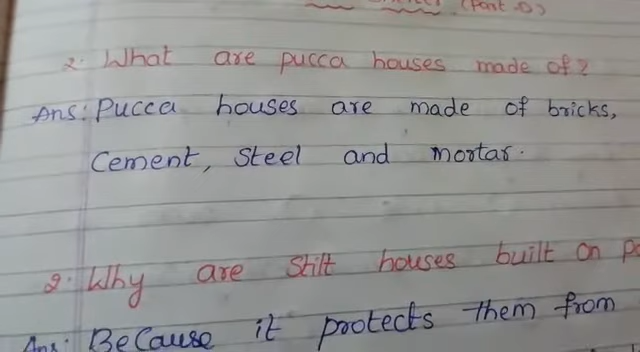 (Part-D)
2. What are pucca houses made of?
Ans: Pucca houses are made of bricks,
Cement, Steel and mortar.
2. Why are Stilt houses built on
Ans: Because it protects them from